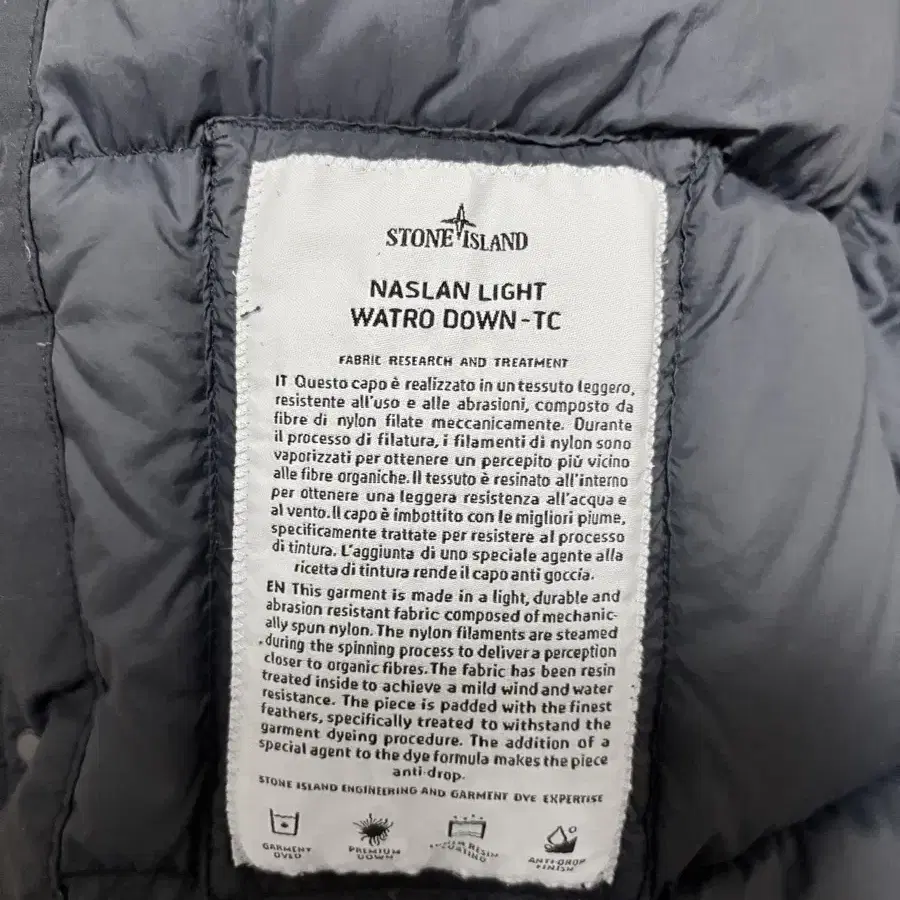 STONE ISLAND
NASLAN LIGHT
WATRO DOWN-TC
FABRIC RESEARCH AND TREATMENT
IT Questo capo è realizzato in un tessuto leggero,
resistente all'uso e alle abrasioni, composto da
fibre di nylon filate meccanicamente. Durante
il processo di filatura, i filamenti di nylon sono
vaporizzati per ottenere un percepito più vicino
alle fibre organiche. Il tessuto è resinato all'interno
per ottenere una leggera resistenza all'acqua e
al vento. Il capo è imbottito con le migliori piume,
specificamente trattate per resistere al processo
di tintura. L'aggiunta di uno speciale agente alla
ricetta di tintura rende il capo anti goccia.
EN This garment is made in a light, durable and
abrasion resistant fabric composed of mechanic-
ally spun nylon. The nylon filaments are steamed
during the spinning process to deliver a perception
closer to organic fibres. The fabric has been resin
treated inside to achieve a mild wind and water
resistance. The piece is padded with the finest
feathers, specifically treated to withstand the
garment dyeing procedure. The addition of a
special agent to the dye formula makes the piece
anti-drop.
STONE ISLAND ENGINEERING AND GARMENT DYE EXPERTISE
GARMENT
DYED
PREMIUM
DOWN
RESIN
COATING
ANTI-DROP
FINISH